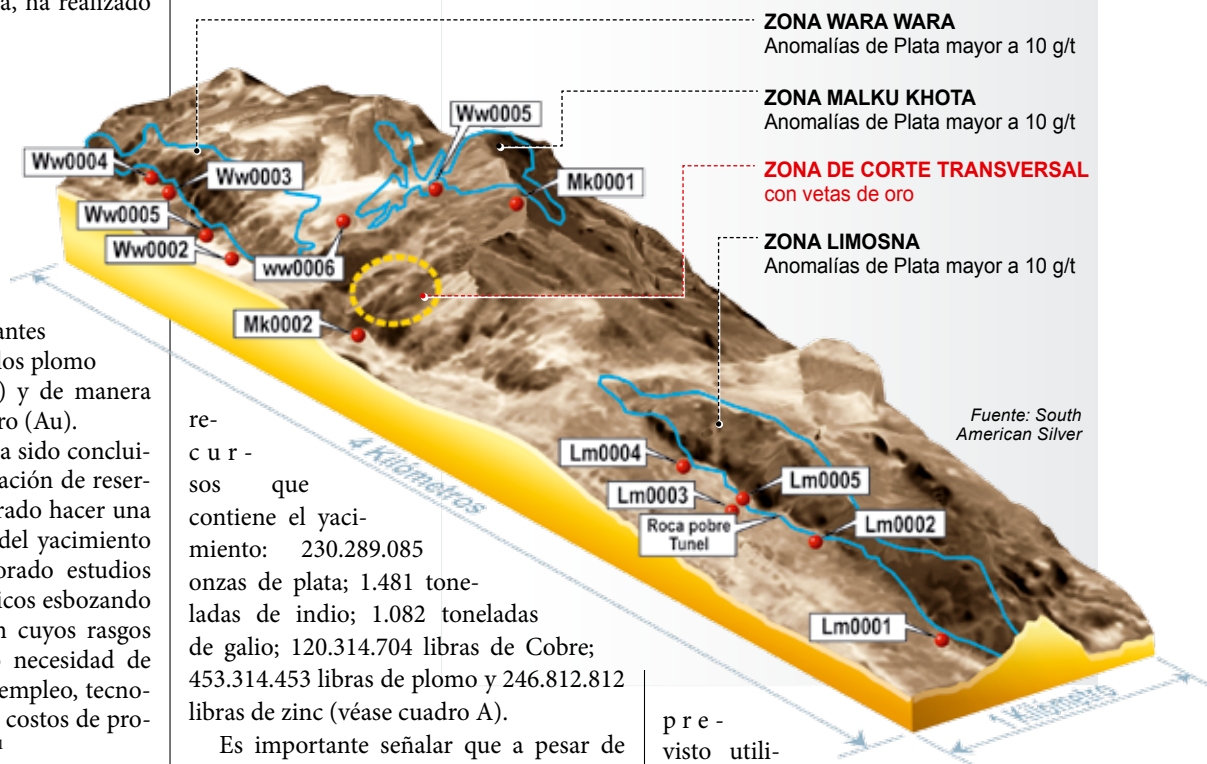 a, ha realizado
antes
los plomo
) y de manera
ro (Au).
a sido conclui-
ación de reser-
rado hacer una
del yacimiento
orado estudios
icos esbozando
n cuyos rasgos
o necesidad de
empleo, tecno-
costos de pro-
ZONA WARA WARA
Anomalías de Plata mayor a 10 g/t
ZONA MALKU KHOTA
Anomalías de Plata mayor a 10 g/t
ZONA DE CORTE TRANSVERSAL
con vetas de oro
ZONA LIMOSNA
Anomalías de Plata mayor a 10 g/t
Ww0005
Ww0004
Ww0003
Mk0001
Ww0005
Ww0002
ww0006
Mk0002
Lm0004
Lm0005
Lm0003
Roca pobre
Tunel
Lm0002
Lm0001
4 Kilómetros
1 Kilómetro
Fuente: South
American Silver
re-
cur-
sos que
contiene el yaci-
miento: 230.289.085
onzas de plata; 1.481 tone-
ladas de indio; 1.082 toneladas
de galio; 120.314.704 libras de Cobre;
453.314.453 libras de plomo y 246.812.812
libras de zinc (véase cuadro A).
Es importante señalar que a pesar de
pre-
visto utili-